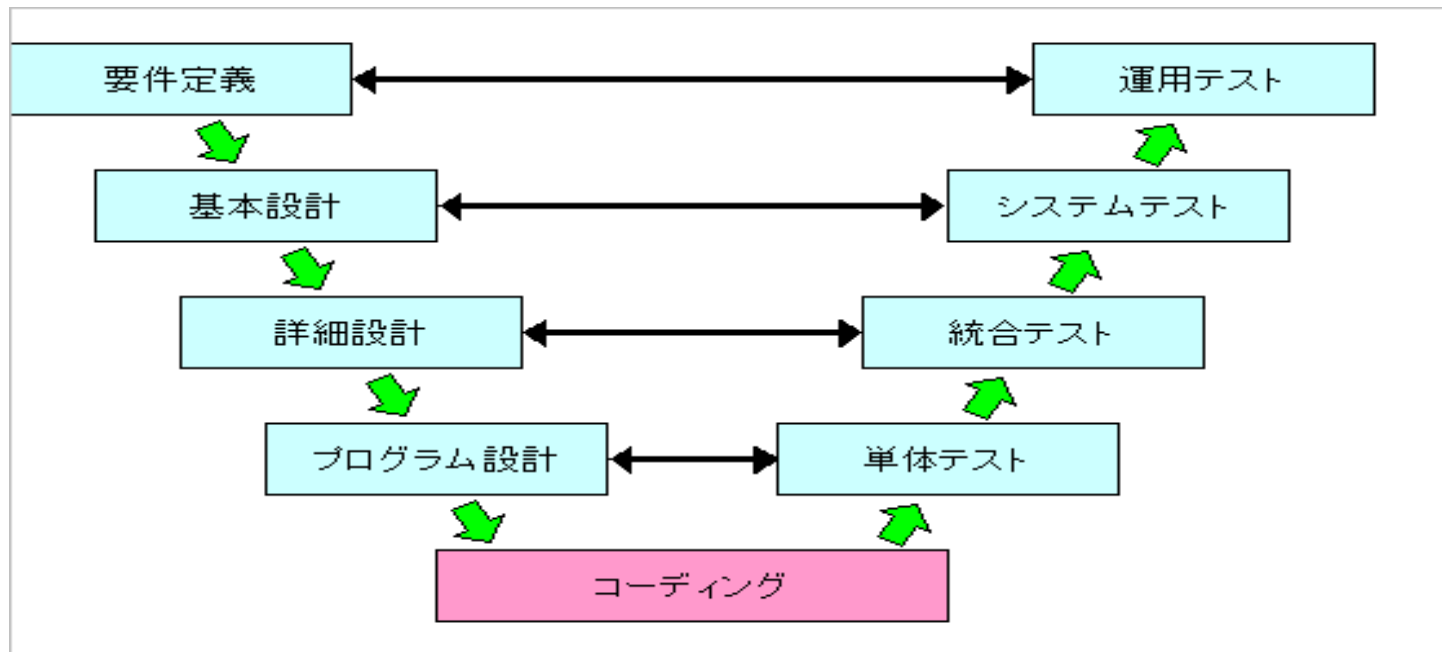 要件定義
運用テスト
基本設計
システムテスト
詳細設計
統合テスト
プログラム設計
単体テスト
コーディング